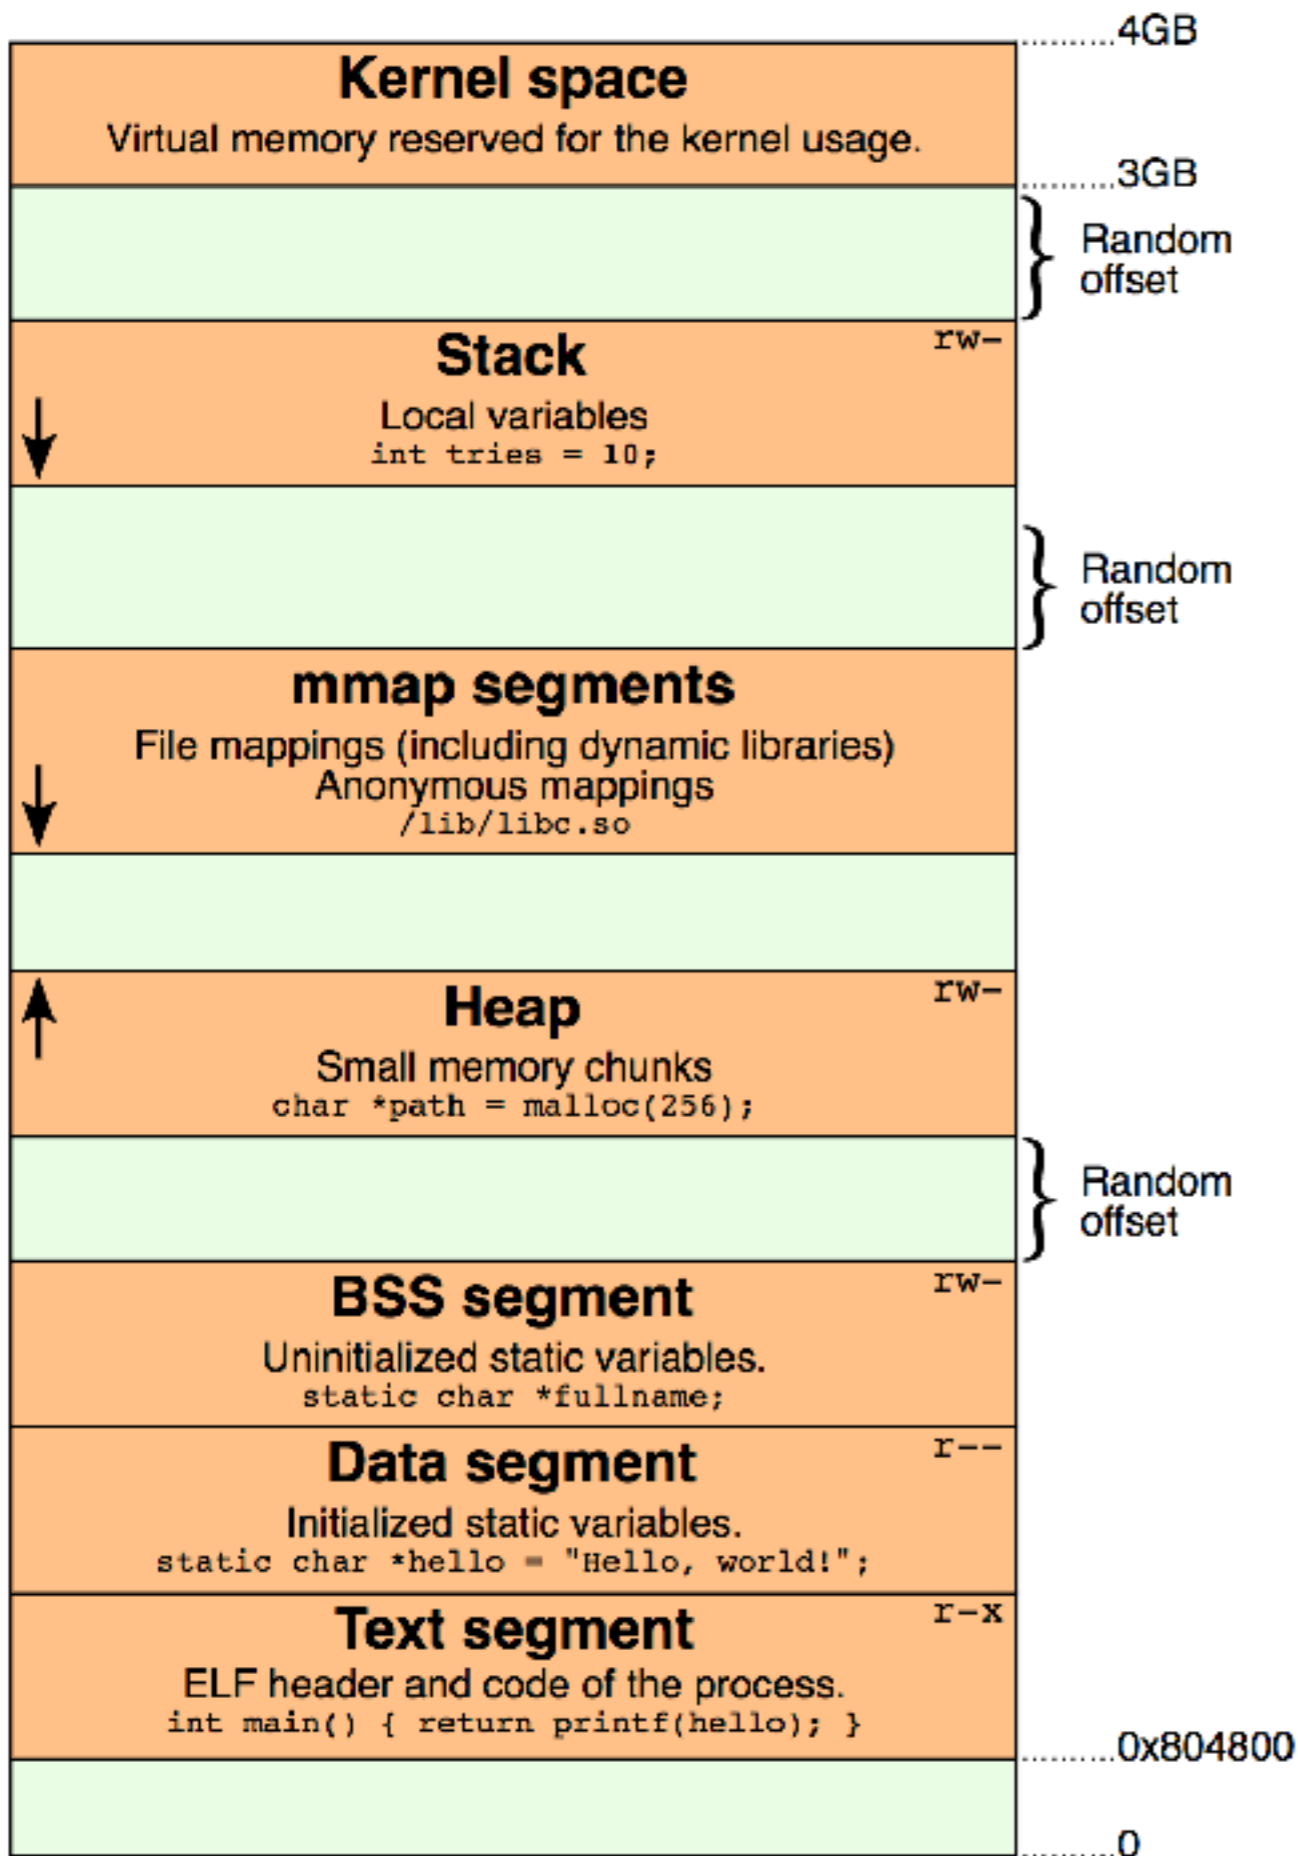 4GB
Kernel space
Virtual memory reserved for the kernel usage.
3GB
Random
offset
rw-
Stack
Local variables
int tries = 10;
Random
offset
mmap segments
File mappings (including dynamic libraries)
Anonymous mappings
/lib/libc.so
rw-
Heap
Small memory chunks
char *path = malloc(256);
Random
offset
rw-
BSS segment
Uninitialized static variables.
static char *fullname;
r--
Data segment
Initialized static variables.
static char *hello = "Hello, world!";
r-x
Text segment
ELF header and code of the process.
int main() { return printf(hello); }
0x804800
0